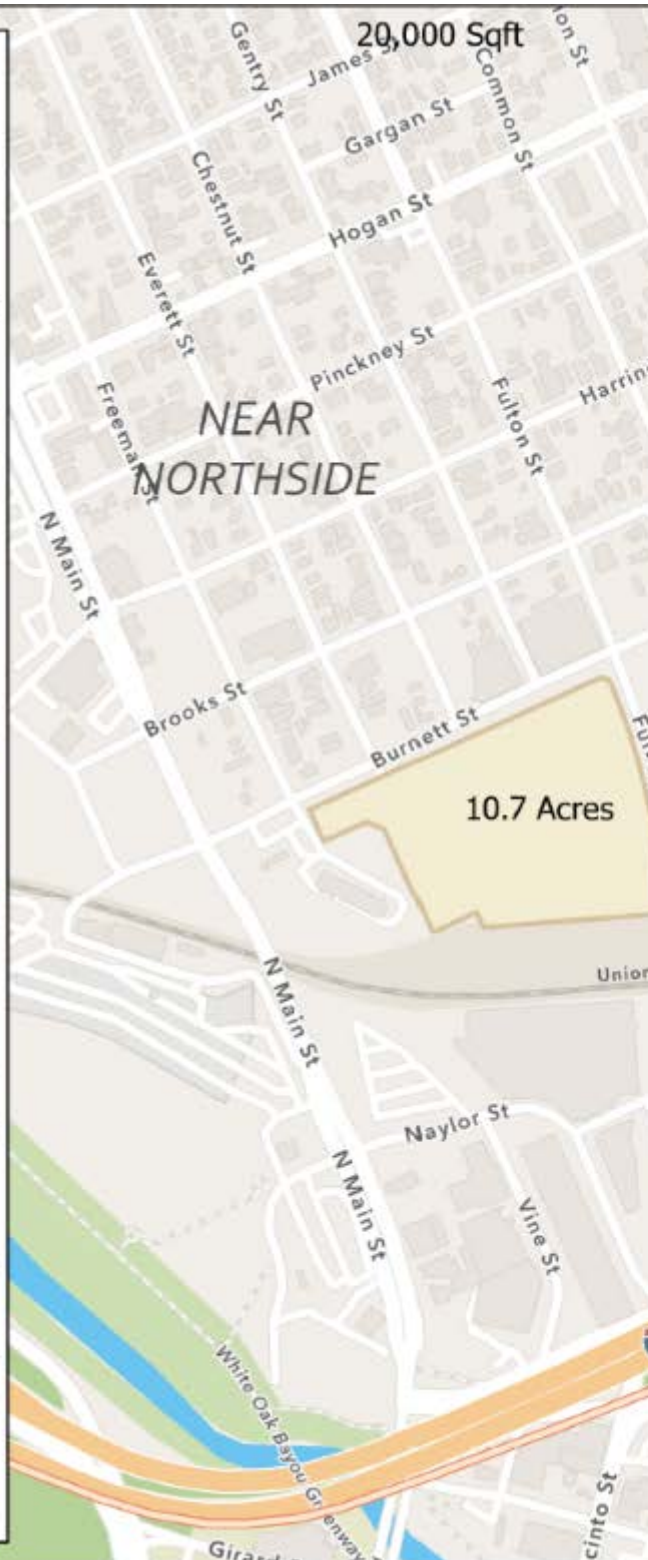 20,000 Sqft
Gentry St
James St
Common St
Gargan St
Chestnut St
Hogan St
Everett St
Pinckney St
Freeman St
Fulton St
NEAR
NORTHSIDE
N Main St
Brooks St
Burnett St
10.7 Acres
N Main St
Union
Naylor St
N Main St
Vine St
White Oak Bayou Greenway